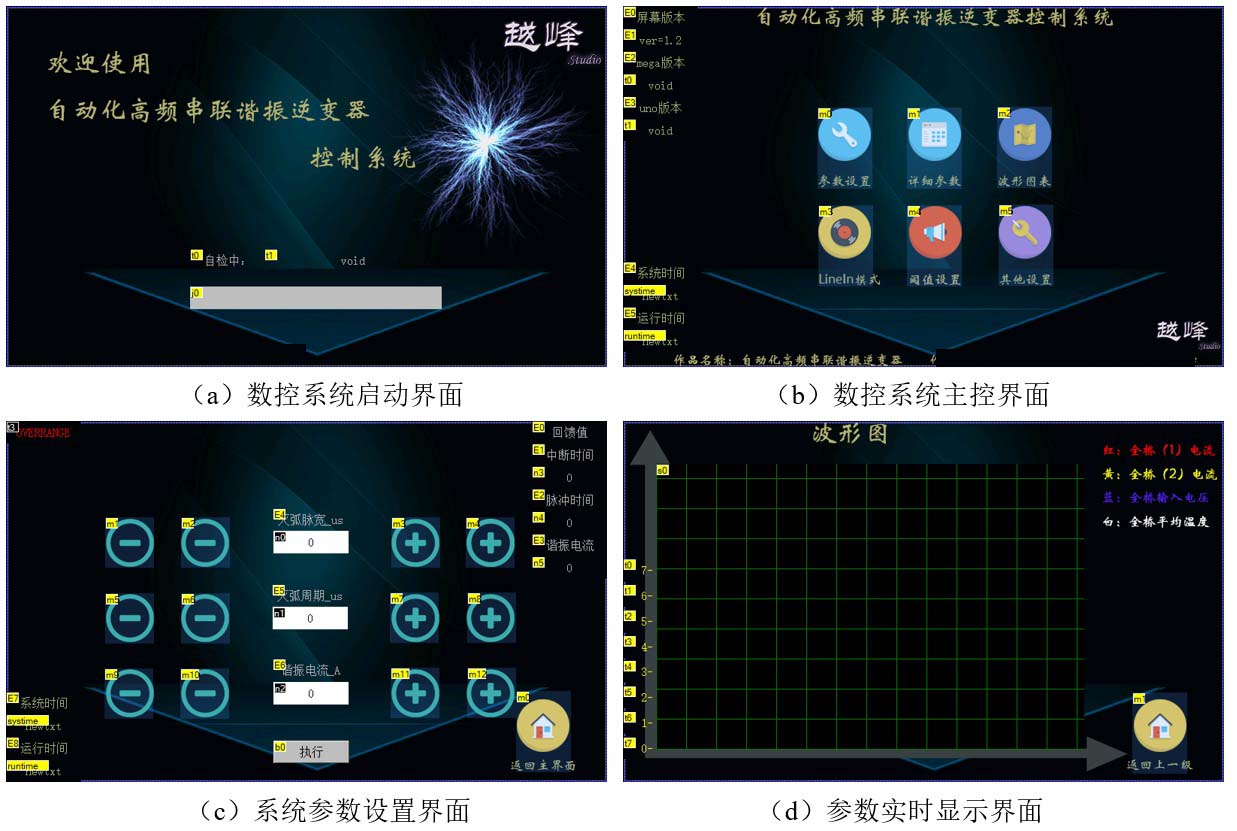 越峰
Studio
欢迎使用
自动化高频串联谐振逆变器
控制系统
t0
自检中：
t1
void
j0
（a）数控系统启动界面
E0
屏幕版本
E1
ver=1.2
E2
mega版本
t0
void
E3
uno版本
t1
void
自动化高频串联谐振逆变器控制系统
m0
参数设置
m1
详细参数
m2
波形图表
m3
LineIn模式
m4
阈值设置
m5
其他设置
E4
系统时间
systime
newtxt
E5
运行时间
runtime
newtxt
越峰
Studio
作品名称：自动化高频串联谐振逆变器
（b）数控系统主控界面
t3
OVERRANGE
E0
回馈值
E1
中断时间
n3
0
E2
脉冲时间
n4
0
E3
谐振电流
n5
0
m1
m2
E4
灭弧脉宽_us
n0
0
m3
m4
m5
m6
E5
灭弧周期_us
n1
0
m7
m8
m9
m10
E6
谐振电流_A
n2
0
m11
m12
E7
系统时间
systime
newtxt
E8
运行时间
runtime
newtxt
b0
执行
m0
返回主界面
（c）系统参数设置界面
波形图
s0
红：全桥（1）电流
黄：全桥（2）电流
蓝：全桥输入电压
白：全桥平均温度
t0
7-
t1
6-
t2
5-
t3
4-
t4
3-
t5
2-
t6
1-
t7
0-
m1
返回上一级
（d）参数实时显示界面